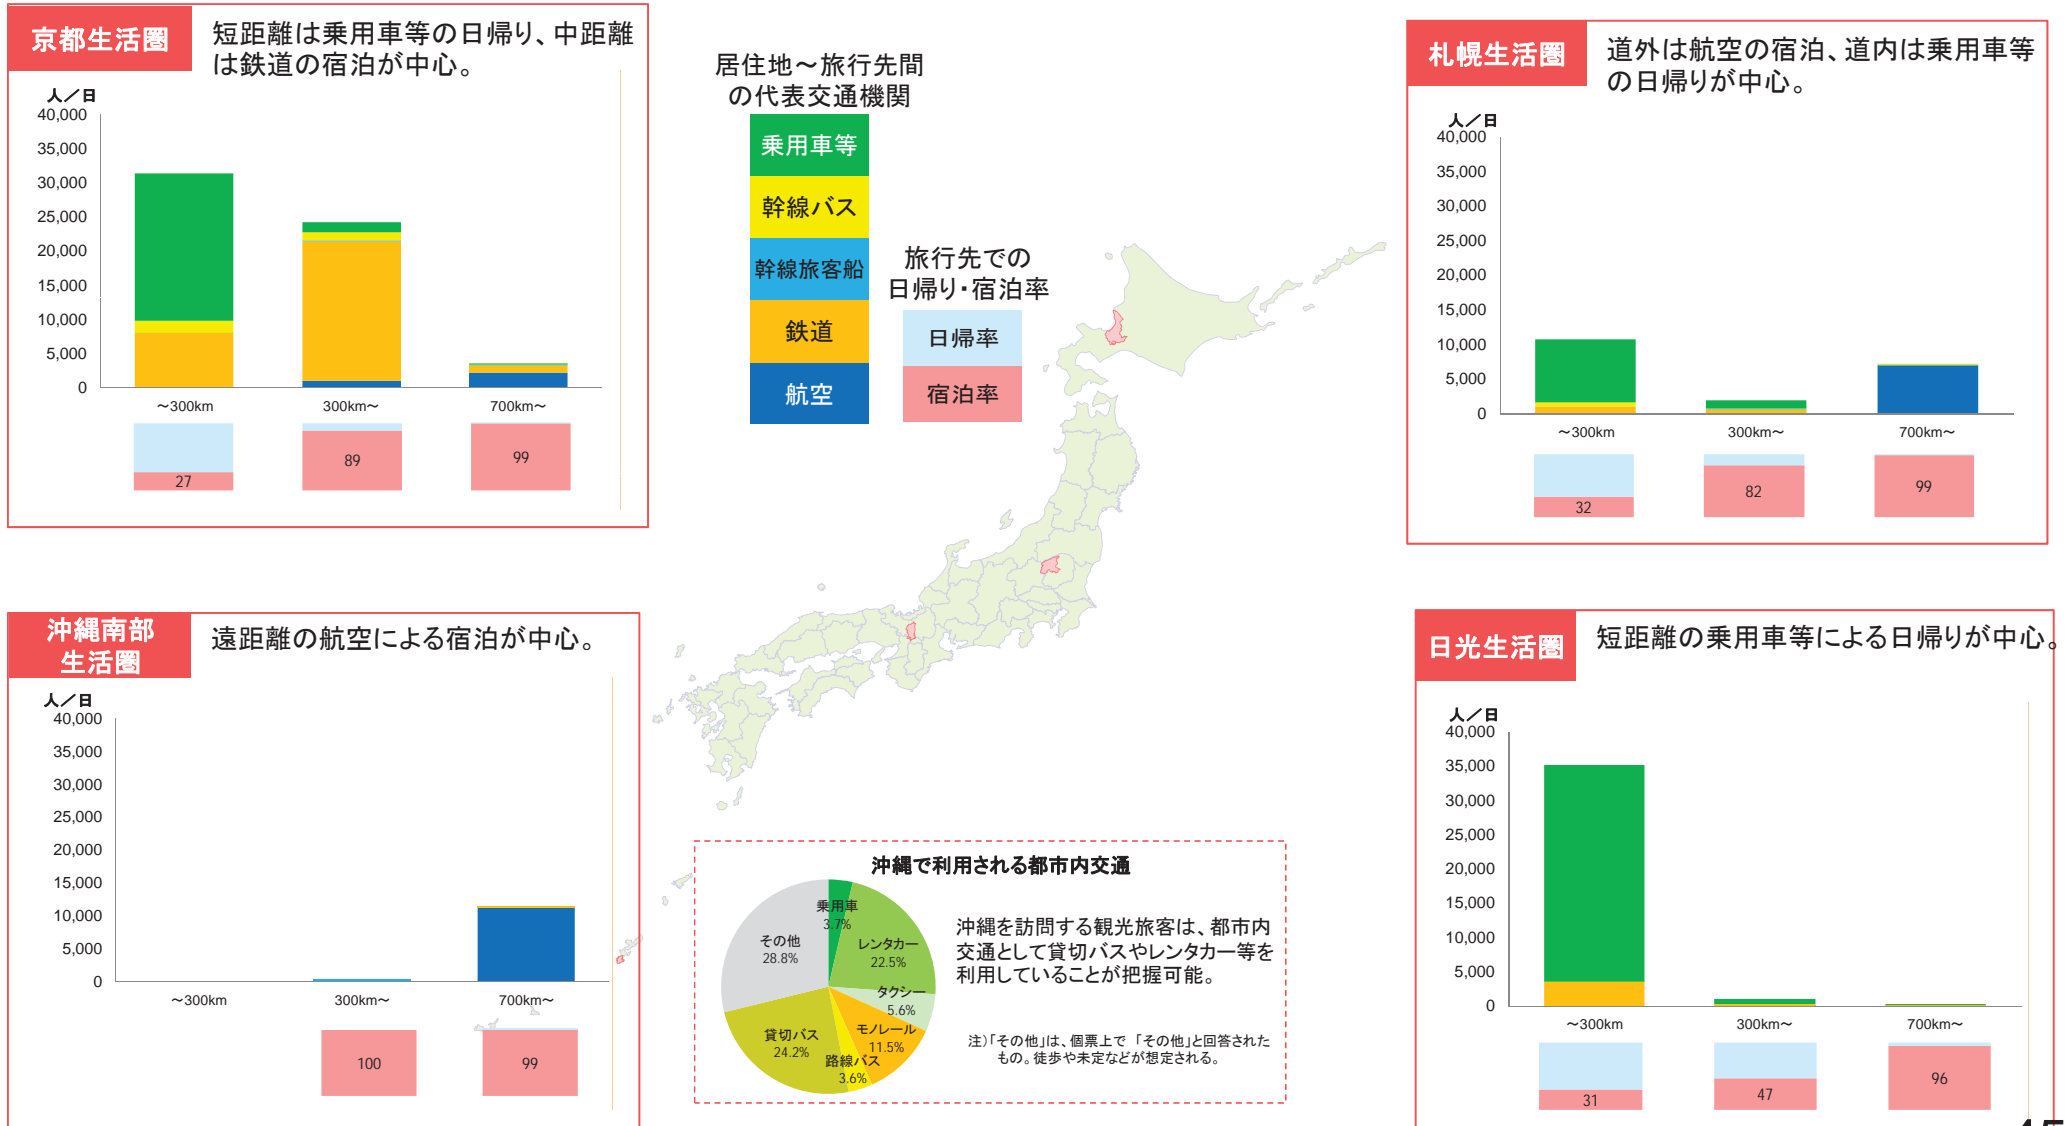 京都生活圏
短距離は乗用車等の日帰り、中距離
は鉄道の宿泊が中心。
人／日
40,000
35,000
30,000
25,000
20,000
15,000
10,000
5,000
0
～300km
300km～
700km～
27
89
99
居住地～旅行先間
の代表交通機関
乗用車等
幹線バス
幹線旅客船
鉄道
航空
旅行先での
日帰り・宿泊率
日帰率
宿泊率
札幌生活圏
道外は航空の宿泊、道内は乗用車等
の日帰りが中心。
人／日
40,000
35,000
30,000
25,000
20,000
15,000
10,000
5,000
0
～300km
300km～
700km～
32
82
99
沖縄南部
生活圏
遠距離の航空による宿泊が中心。
人／日
40,000
35,000
30,000
25,000
20,000
15,000
10,000
5,000
0
～300km
300km～
700km～
100
99
沖縄で利用される都市内交通
乗用車
3.7%
レンタカー
22.5%
タクシー
5.6%
モノレール
11.5%
路線バス
3.6%
貸切バス
24.2%
その他
28.8%
沖縄を訪問する観光旅客は、都市内
交通として貸切バスやレンタカー等を
利用していることが把握可能。
注）「その他」は、個票上で 「その他」と回答された
もの。徒歩や未定などが想定される。
日光生活圏
短距離の乗用車等による日帰りが中心。
人／日
40,000
35,000
30,000
25,000
20,000
15,000
10,000
5,000
0
～300km
300km～
700km～
31
47
96